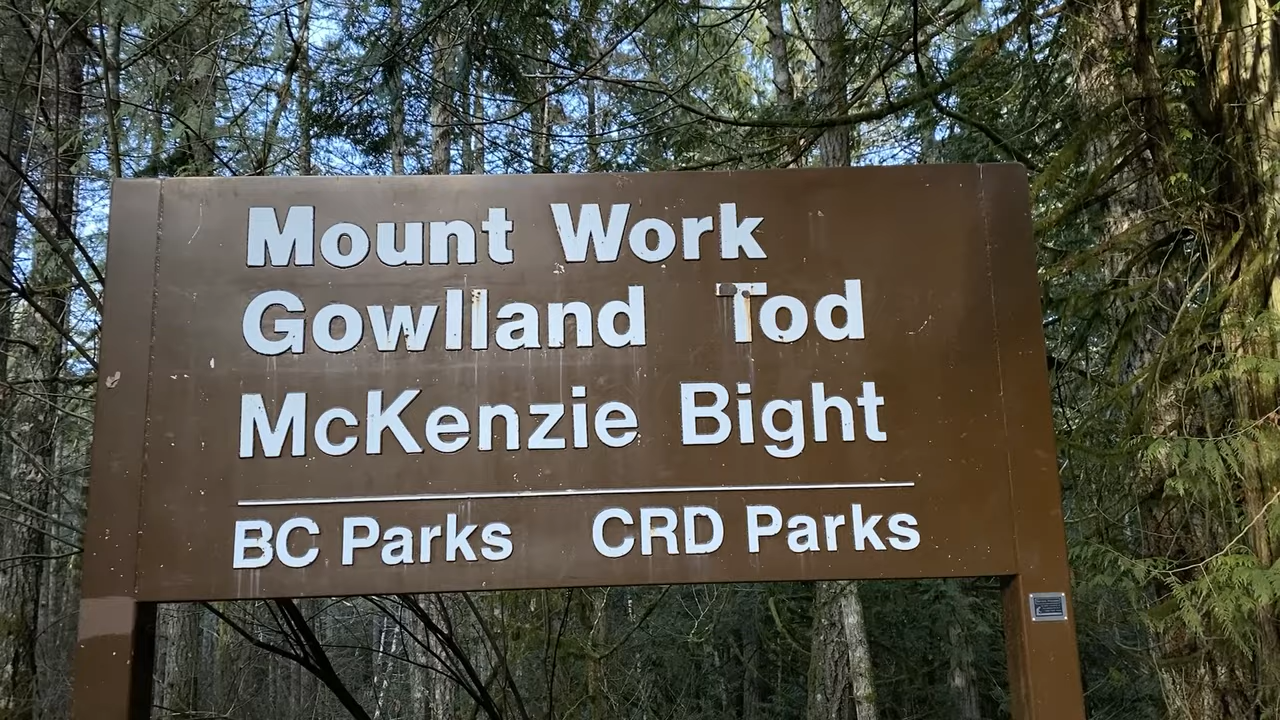 Mount Work
Gowlland Tod
McKenzie Bight
BC Parks CRD Parks